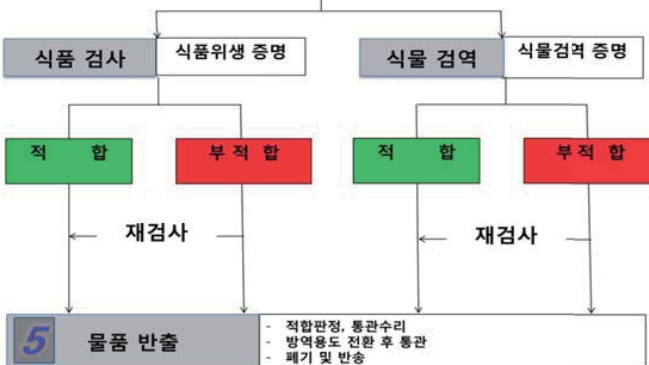 식품 검사
식품위생 증명
식물 검역
식물검역 증명
적 합
부 적 합
적 합
부 적 합
재검사
재검사
5 물품 반출
- 적합판정, 통관수리
- 방역용도 전환 후 통관
- 폐기 및 반송